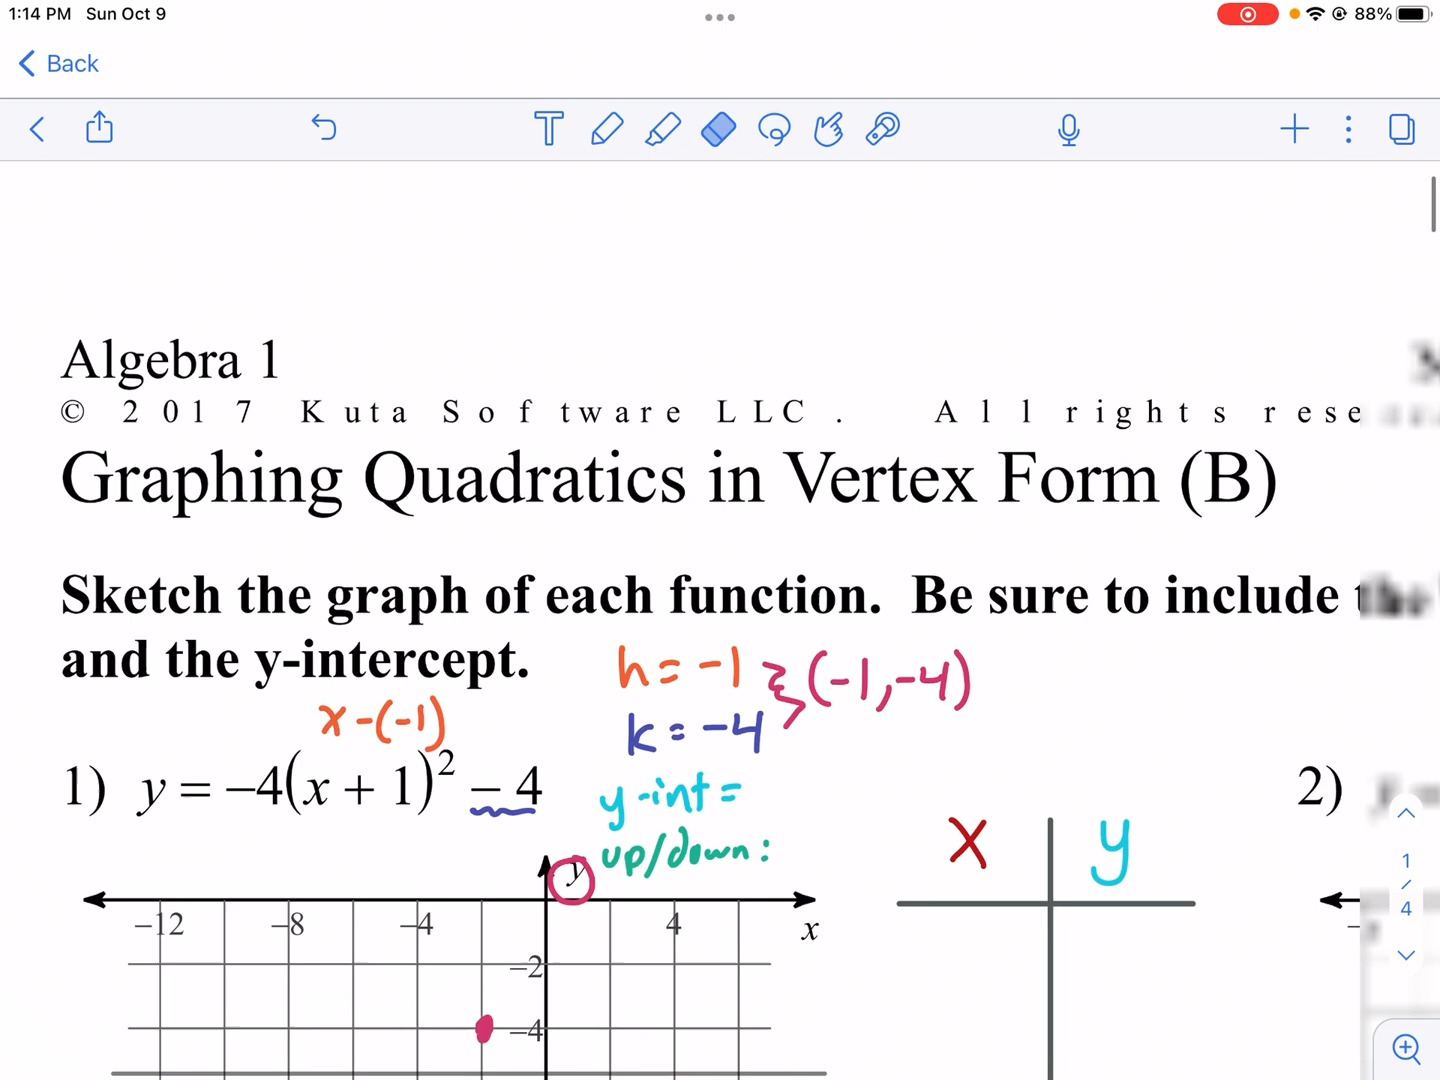 1:14 PM Sun Oct 9
88%
Back
Algebra 1
© 2017 Kuta Software LLC. All rights rese
Graphing Quadratics in Vertex Form (B)
Sketch the graph of each function. Be sure to include the
and the y-intercept.
h = -1
(-1,-4)
x-(-1)
k = -4
1) y = −4(x + 1)² − 4
y-int =
2)
up/down:
x y
y
−12 −8 −4 4 x
−2
−4
1
/
4